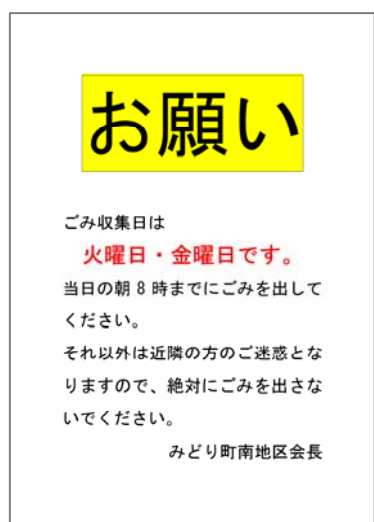 お願い
ごみ収集日は
火曜日・金曜日です。
当日の朝8時までにごみを出して
ください。
それ以外は近隣の方のご迷惑とな
りますので、絶対にごみを出さな
いでください。
みどり町南地区会長